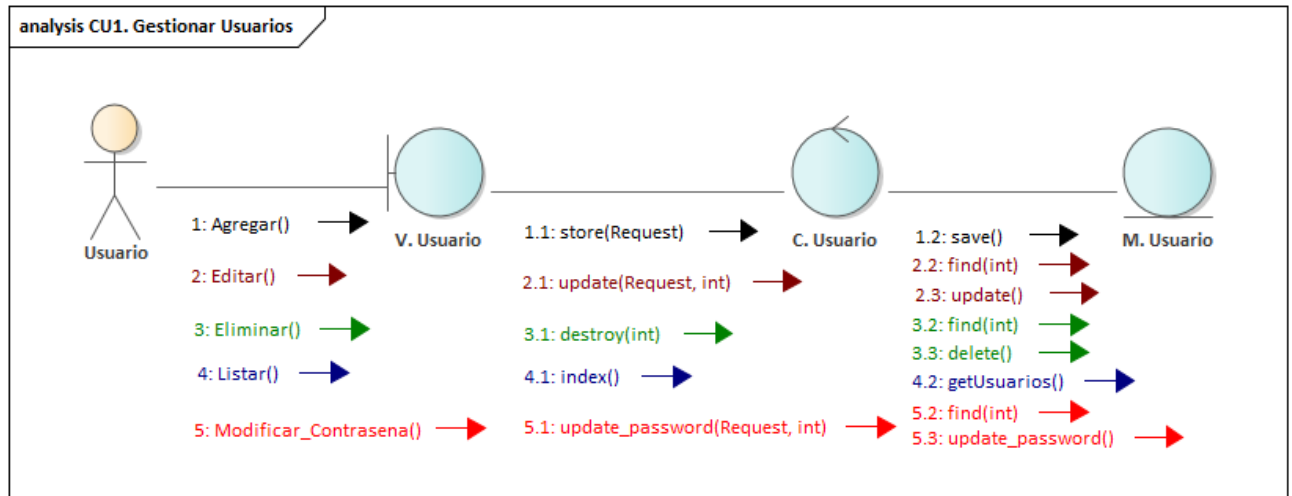 analysis CU1. Gestionar Usuarios
Usuario
V. Usuario
C. Usuario
M. Usuario
1: Agregar()
1.1: store(Request)
1.2: save()
2: Editar()
2.1: update(Request, int)
2.2: find(int)
2.3: update()
3: Eliminar()
3.1: destroy(int)
3.2: find(int)
3.3: delete()
4: Listar()
4.1: index()
4.2: getUsuarios()
5: Modificar_Contrasena()
5.1: update_password(Request, int)
5.2: find(int)
5.3: update_password()